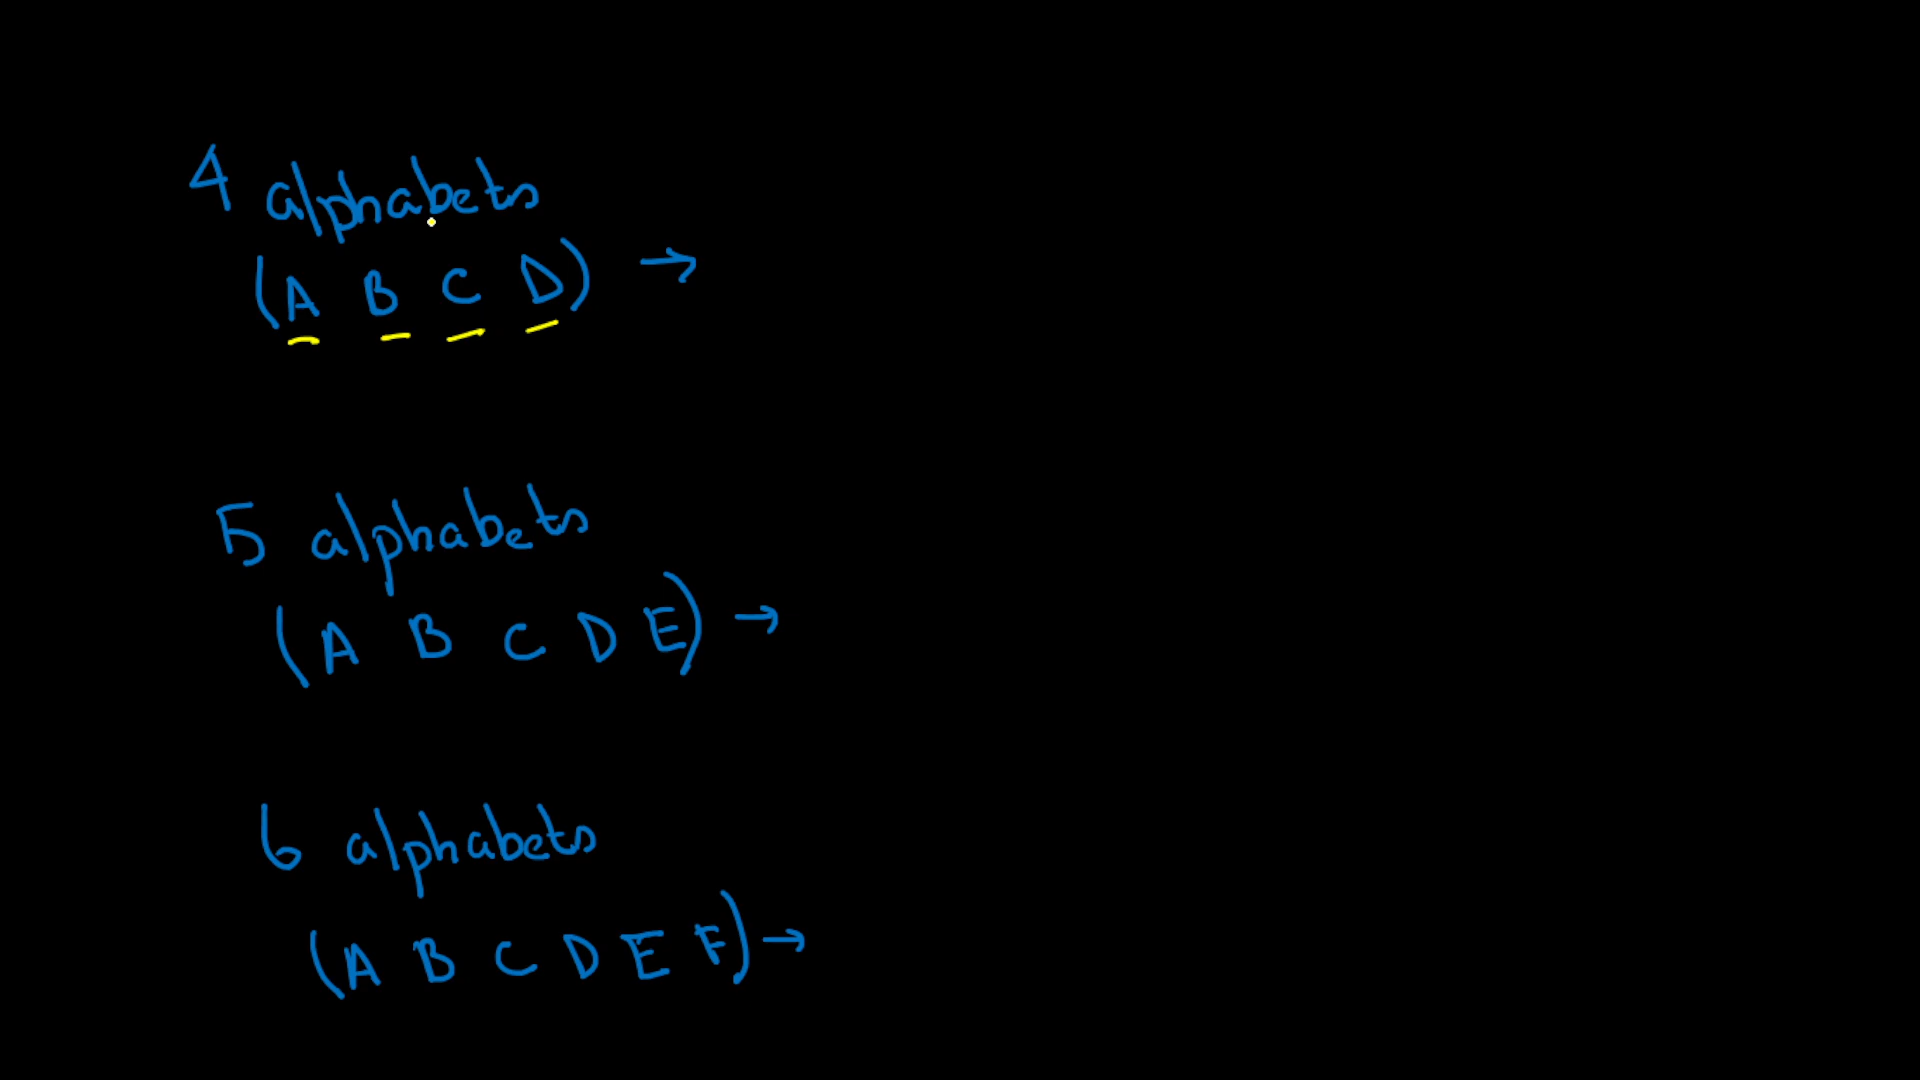 4 alphabets
(A B C D) →
5 alphabets
(A B C D E) →
6 alphabets
(A B C D E F) →